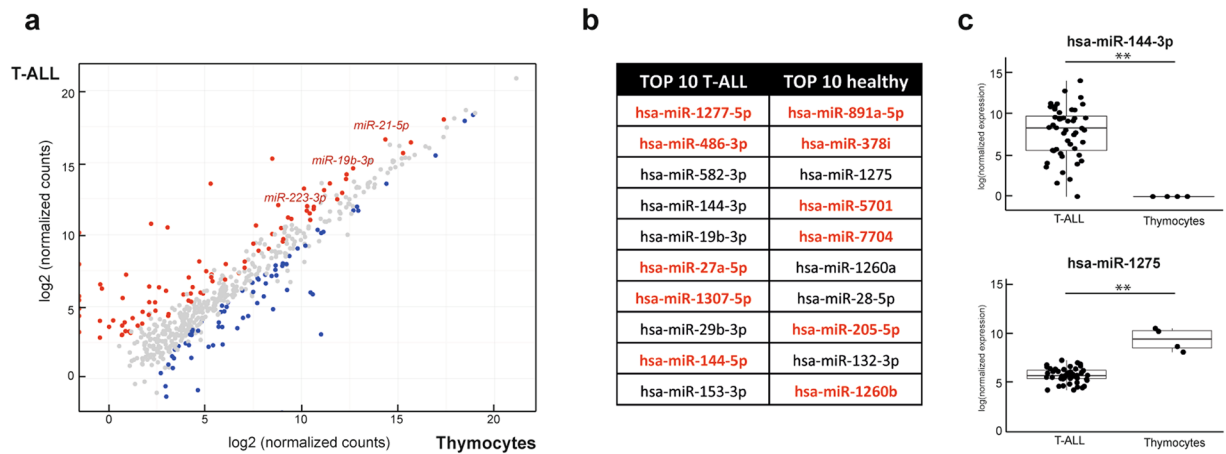 a
T-ALL
log2 (normalized counts)
20
15
10
5
0
miR-21-5p
miR-19b-3p
miR-223-3p
0
5
10
15
20
log2 (normalized counts)
Thymocytes
b
TOP 10 T-ALL TOP 10 healthy
hsa-miR-1277-5p hsa-miR-891a-5p
hsa-miR-486-3p hsa-miR-378i
hsa-miR-582-3p hsa-miR-1275
hsa-miR-144-3p hsa-miR-5701
hsa-miR-19b-3p hsa-miR-7704
hsa-miR-27a-5p hsa-miR-1260a
hsa-miR-1307-5p hsa-miR-28-5p
hsa-miR-29b-3p hsa-miR-205-5p
hsa-miR-144-5p hsa-miR-132-3p
hsa-miR-153-3p hsa-miR-1260b
c
hsa-miR-144-3p
**
log(normalized expression)
15
10
5
0
T-ALL Thymocytes
hsa-miR-1275
**
log(normalized expression)
15
10
5
0
T-ALL Thymocytes